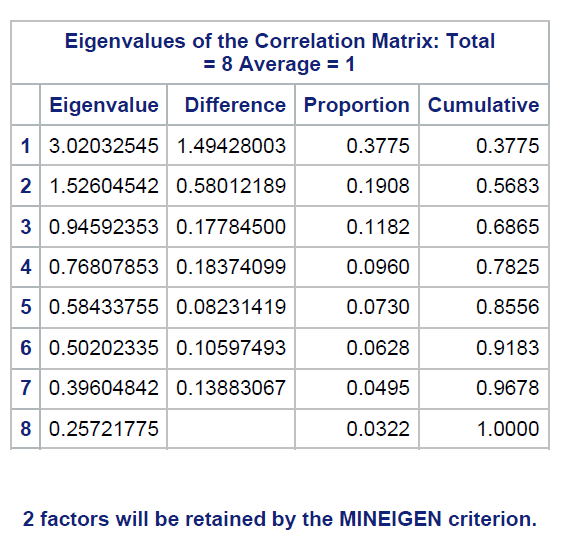 Eigenvalues of the Correlation Matrix: Total
= 8 Average = 1
Eigenvalue Difference Proportion Cumulative
1 3.02032545 1.49428003 0.3775 0.3775
2 1.52604542 0.58012189 0.1908 0.5683
3 0.94592353 0.17784500 0.1182 0.6865
4 0.76807853 0.18374099 0.0960 0.7825
5 0.58433755 0.08231419 0.0730 0.8556
6 0.50202335 0.10597493 0.0628 0.9183
7 0.39604842 0.13883067 0.0495 0.9678
8 0.25721775 0.0322 1.0000
2 factors will be retained by the MINEIGEN criterion.